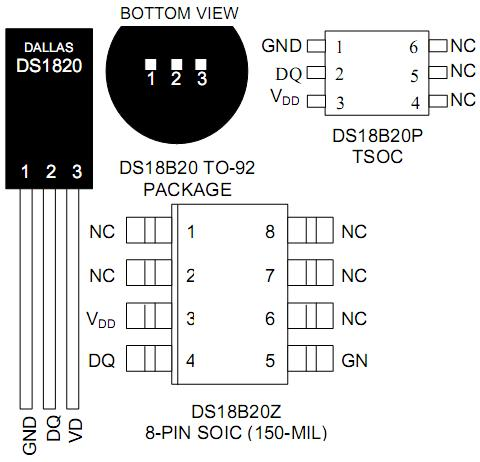 BOTTOM VIEW
DALLAS
DS1820
1 2 3
GND DQ VD
1 2 3
DS18B20 TO-92
PACKAGE
GND 1 6 NC
DQ 2 5 NC
VDD 3 4 NC
DS18B20P
TSOC
NC 1 8 NC
NC 2 7 NC
VDD 3 6 NC
DQ 4 5 GN
DS18B20Z
8-PIN SOIC (150-MIL)